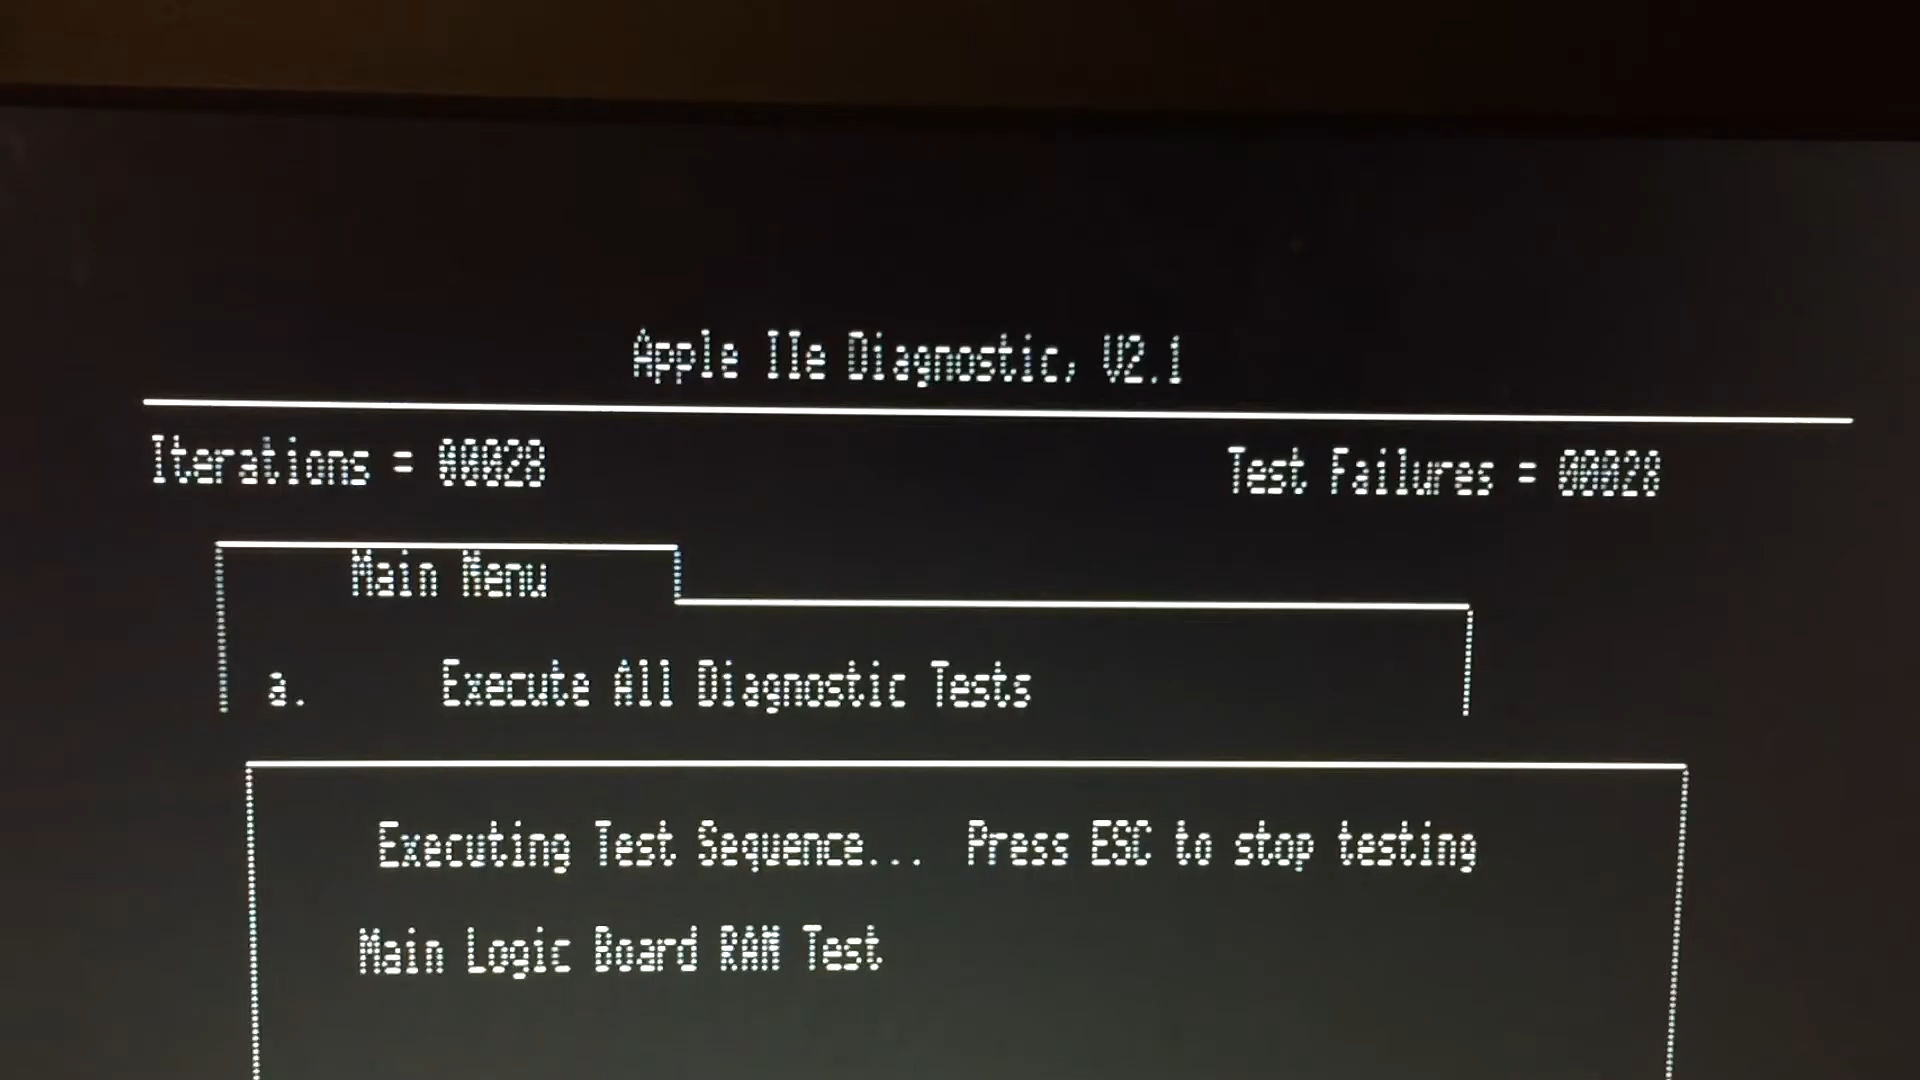 Apple IIe Diagnostic, V2.1
Iterations = 00028
Test Failures = 00028
Main Menu
a. Execute All Diagnostic Tests
Executing Test Sequence... Press ESC to stop testing
Main Logic Board RAM Test